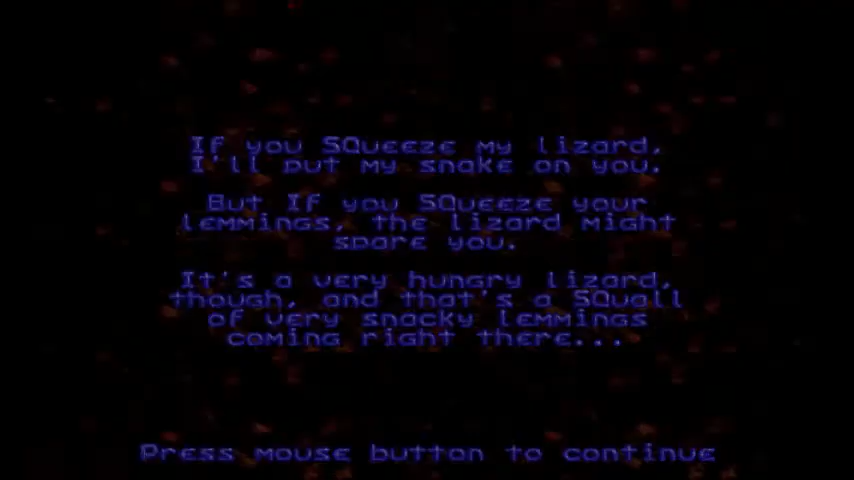 If you SQueeze my lizard,
I'll put my snake on you.
But If you SQueeze your
lemmings, the lizard might
spare you.
It's a very hungry lizard,
though, and that's a SQuall
of very snacky lemmings
coming right there...
Press mouse button to continue